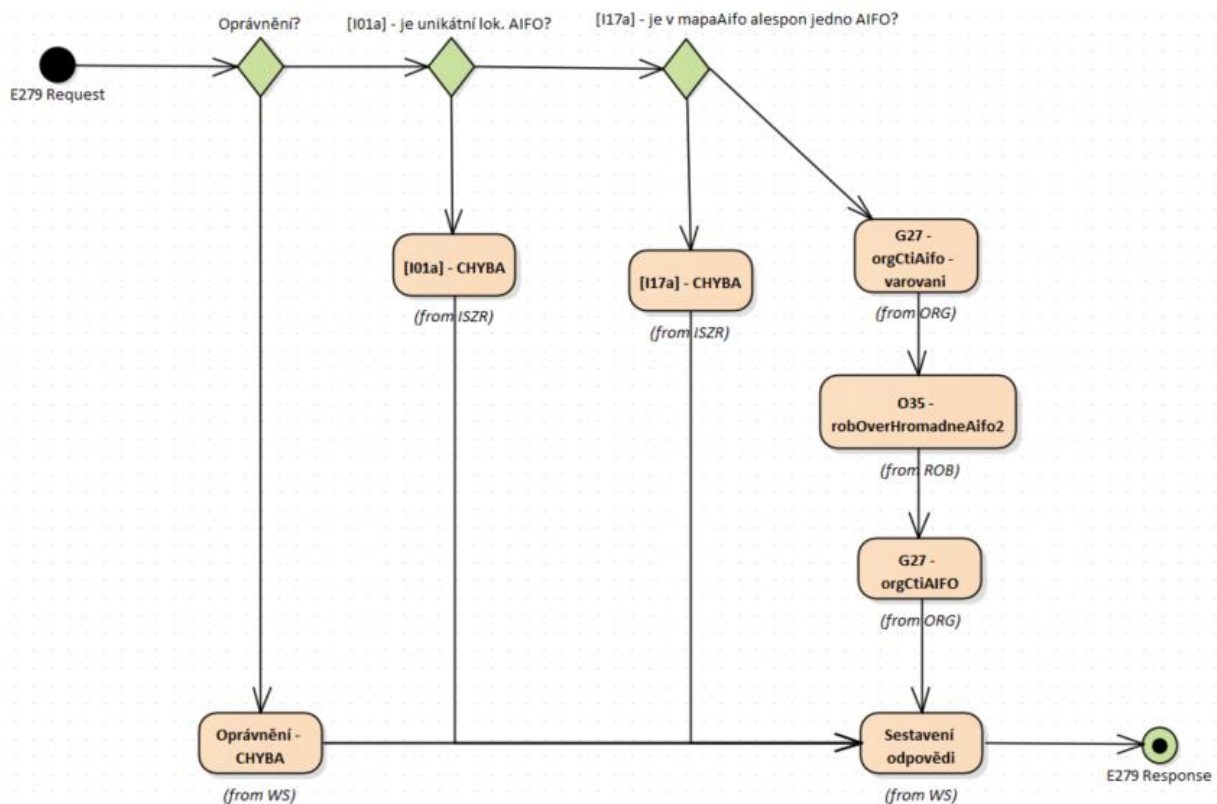 Oprávnění?
[I01a] - je unikátní lok. AIFO?
[I17a] - je v mapaAifo alespon jedno AIFO?
E279 Request
[I01a] - CHYBA
(from ISZR)
[I17a] - CHYBA
(from ISZR)
G27 -
orgCtiAifo -
varovani
(from ORG)
O35 -
robOverHromadneAifo2
(from ROB)
G27 -
orgCtiAIFO
(from ORG)
Oprávnění -
CHYBA
(from WS)
Sestavení
odpovědi
(from WS)
E279 Response